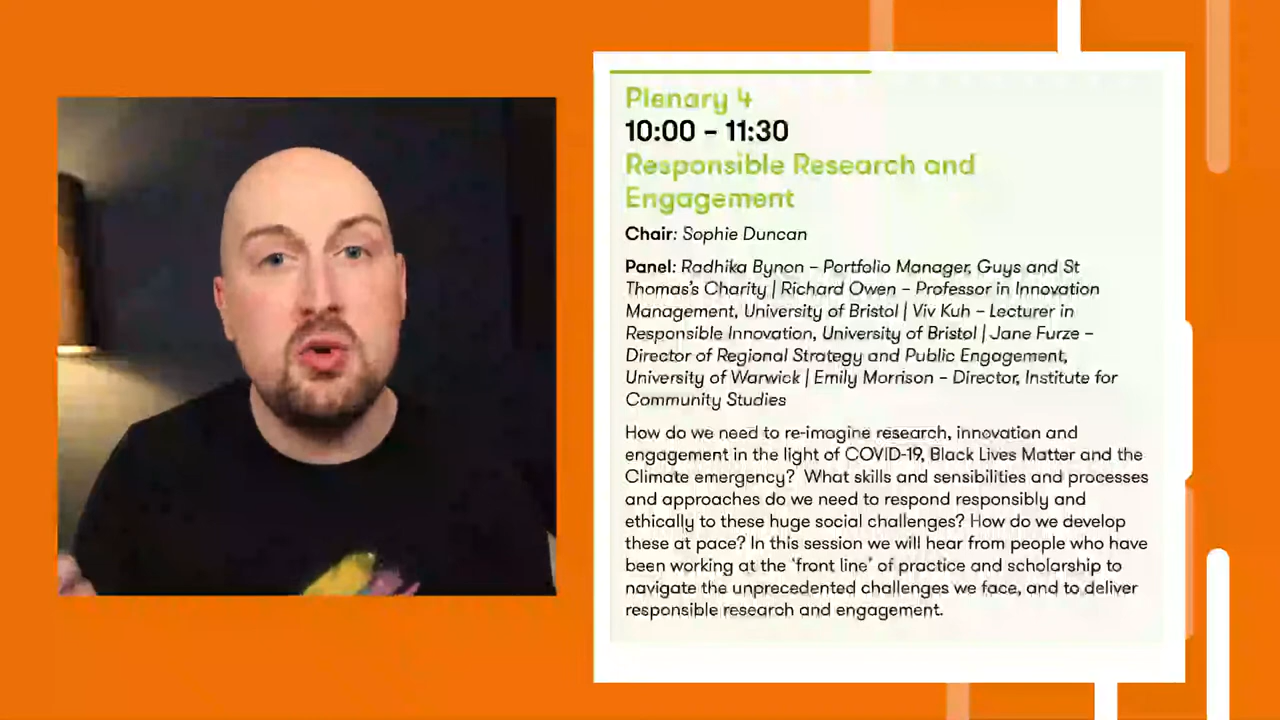 Plenary 4
10:00 – 11:30
Responsible Research and
Engagement
Chair: Sophie Duncan
Panel: Radhika Bynon – Portfolio Manager, Guys and St
Thomas's Charity | Richard Owen – Professor in Innovation
Management, University of Bristol | Viv Kuh – Lecturer in
Responsible Innovation, University of Bristol | Jane Furze –
Director of Regional Strategy and Public Engagement,
University of Warwick | Emily Morrison – Director, Institute for
Community Studies
How do we need to re-imagine research, innovation and
engagement in the light of COVID-19, Black Lives Matter and the
Climate emergency? What skills and sensibilities and processes
and approaches do we need to respond responsibly and
ethically to these huge social challenges? How do we develop
these at pace? In this session we will hear from people who have
been working at the 'front line' of practice and scholarship to
navigate the unprecedented challenges we face, and to deliver
responsible research and engagement.